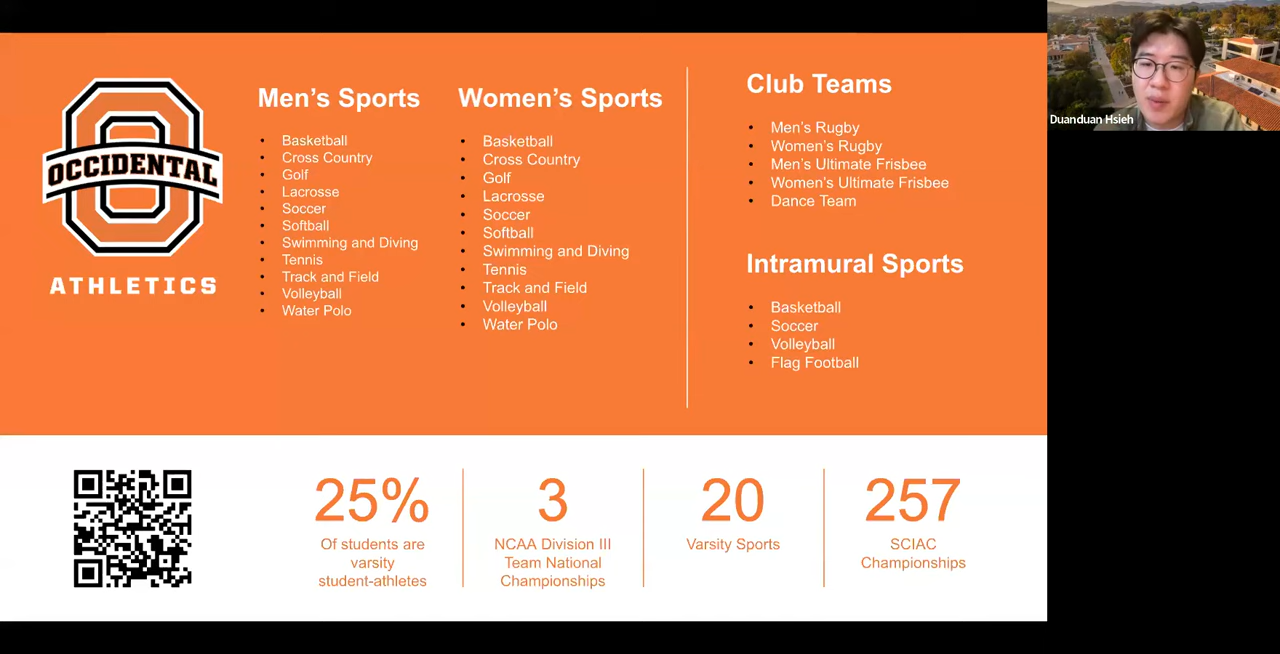 OCCIDENTAL
ATHLETICS
Men's Sports
Basketball
Cross Country
Golf
Lacrosse
Soccer
Softball
Swimming and Diving
Tennis
Track and Field
Volleyball
Water Polo
Women's Sports
Basketball
Cross Country
Golf
Lacrosse
Soccer
Softball
Swimming and Diving
Tennis
Track and Field
Volleyball
Water Polo
Club Teams
Men's Rugby
Women's Rugby
Men's Ultimate Frisbee
Women's Ultimate Frisbee
Dance Team
Intramural Sports
Basketball
Soccer
Volleyball
Flag Football
25%
Of students are
varsity
student-athletes
3
NCAA Division III
Team National
Championships
20
Varsity Sports
257
SCIAC
Championships
Duanduan Hsieh